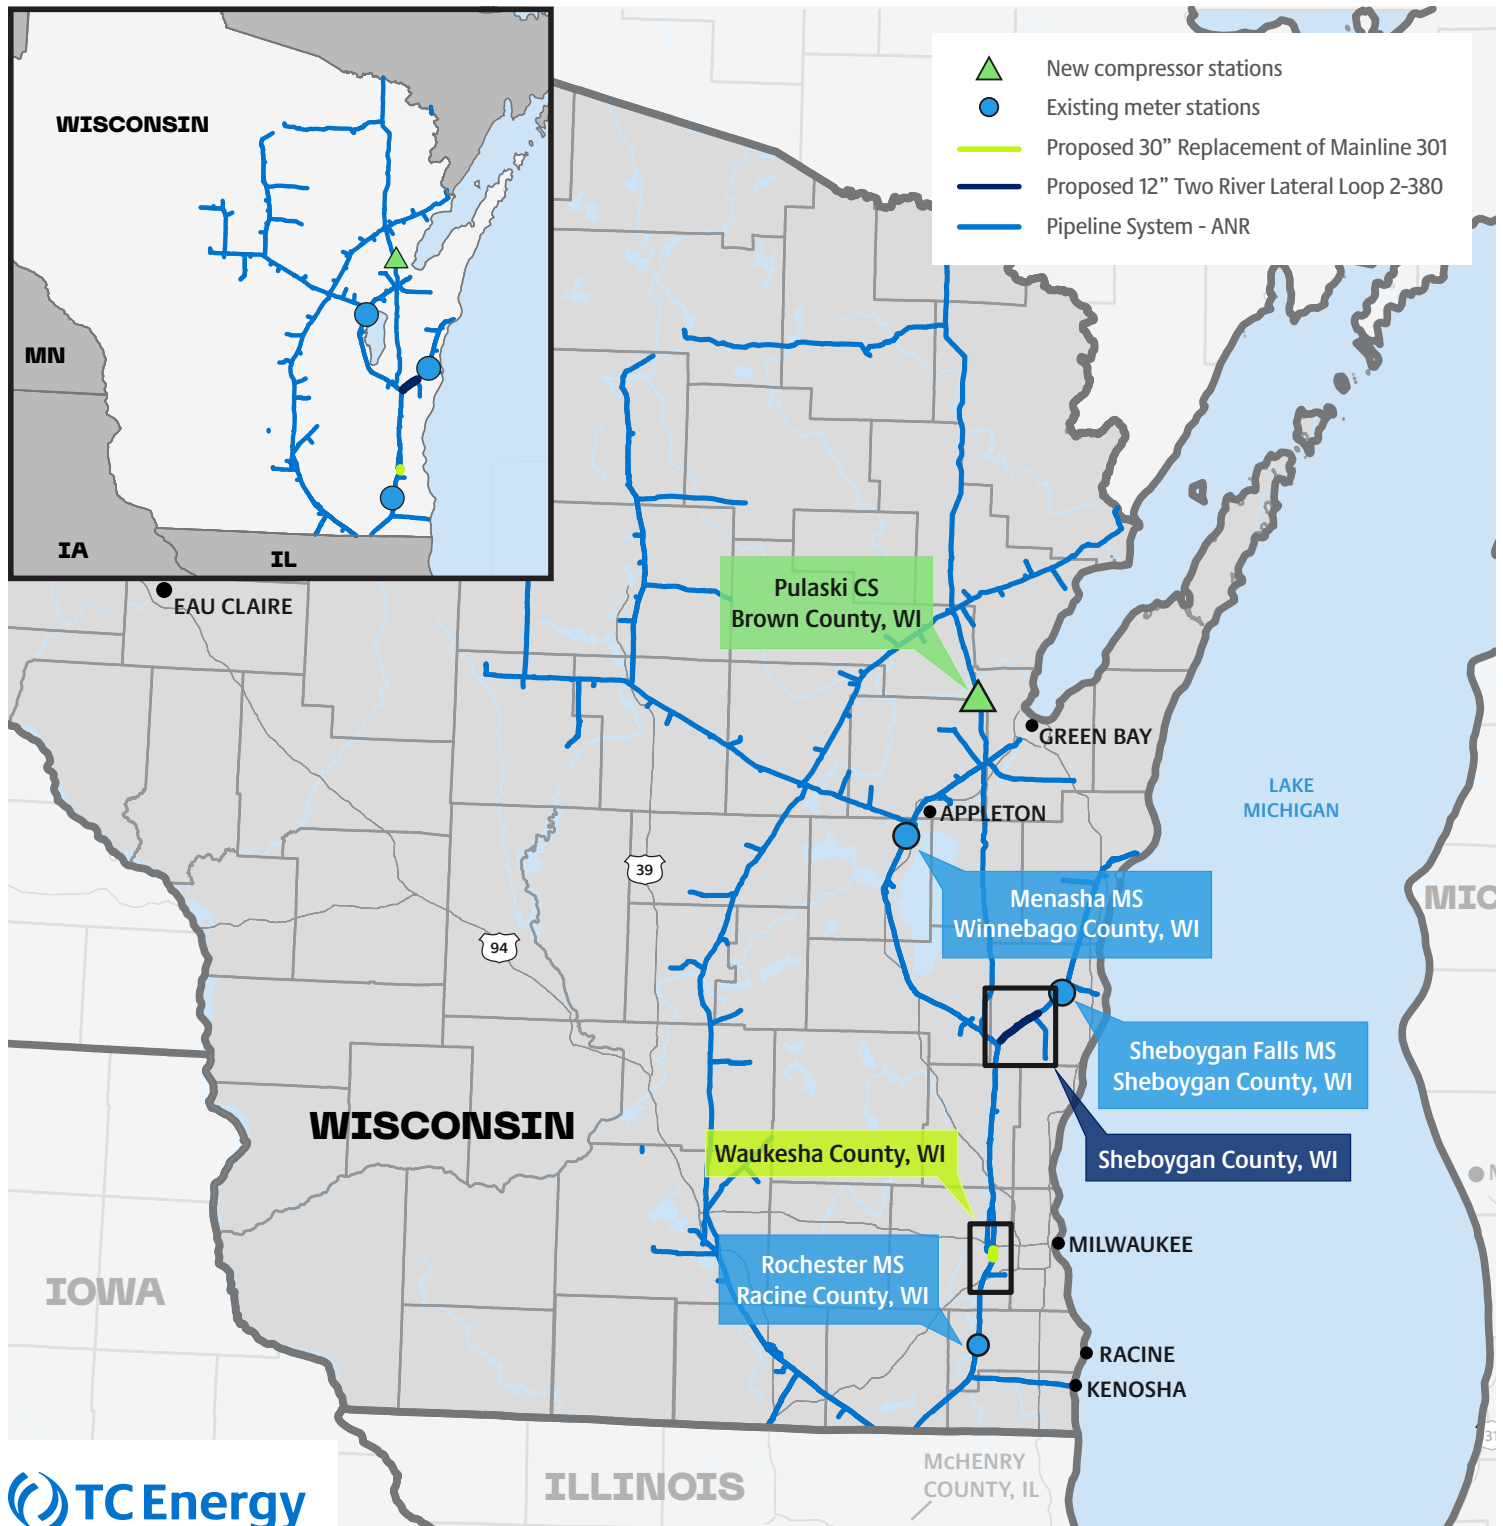 WISCONSIN
MN
IA
IL
New compressor stations
Existing meter stations
Proposed 30” Replacement of Mainline 301
Proposed 12” Two River Lateral Loop 2-380
Pipeline System - ANR
EAU CLAIRE
Pulaski CS
Brown County, WI
GREEN BAY
LAKE
MICHIGAN
APPLETON
39
Menasha MS
Winnebago County, WI
MIC
94
Sheboygan Falls MS
Sheboygan County, WI
WISCONSIN
Waukesha County, WI
Sheboygan County, WI
M
MILWAUKEE
Rochester MS
Racine County, WI
IOWA
RACINE
KENOSHA
31
McHENRY
COUNTY, IL
ILLINOIS
TC Energy